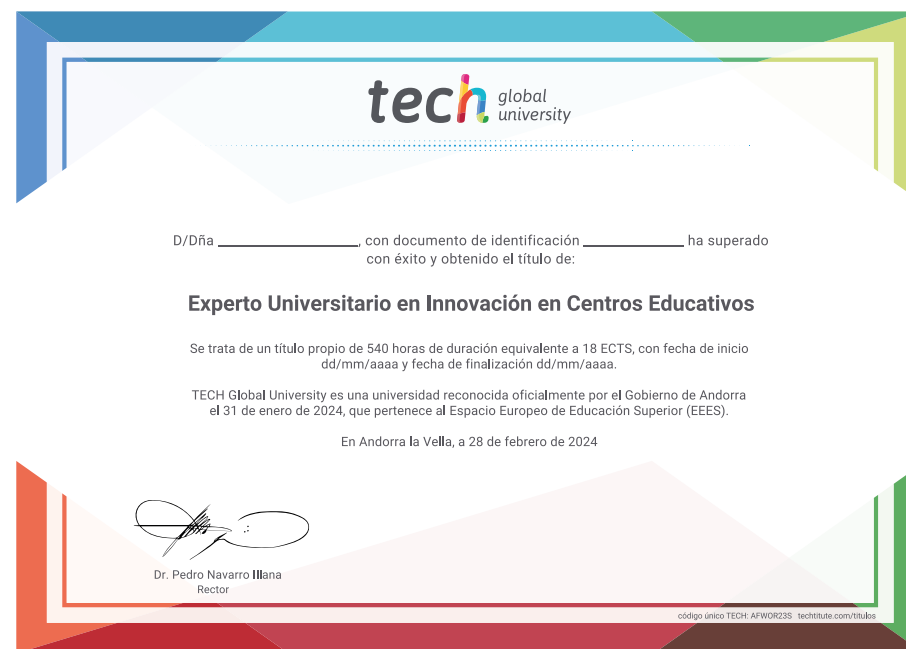 tech global university
D/Dña ____________________, con documento de identificación ______________ ha superado
con éxito y obtenido el título de:
Experto Universitario en Innovación en Centros Educativos
Se trata de un título propio de 540 horas de duración equivalente a 18 ECTS, con fecha de inicio
dd/mm/aaaa y fecha de finalización dd/mm/aaaa.
TECH Global University es una universidad reconocida oficialmente por el Gobierno de Andorra
el 31 de enero de 2024, que pertenece al Espacio Europeo de Educación Superior (EEES).
En Andorra la Vella, a 28 de febrero de 2024
Dr. Pedro Navarro Illana
Rector
código único TECH: AFWOR23S techtitute.com/titulos